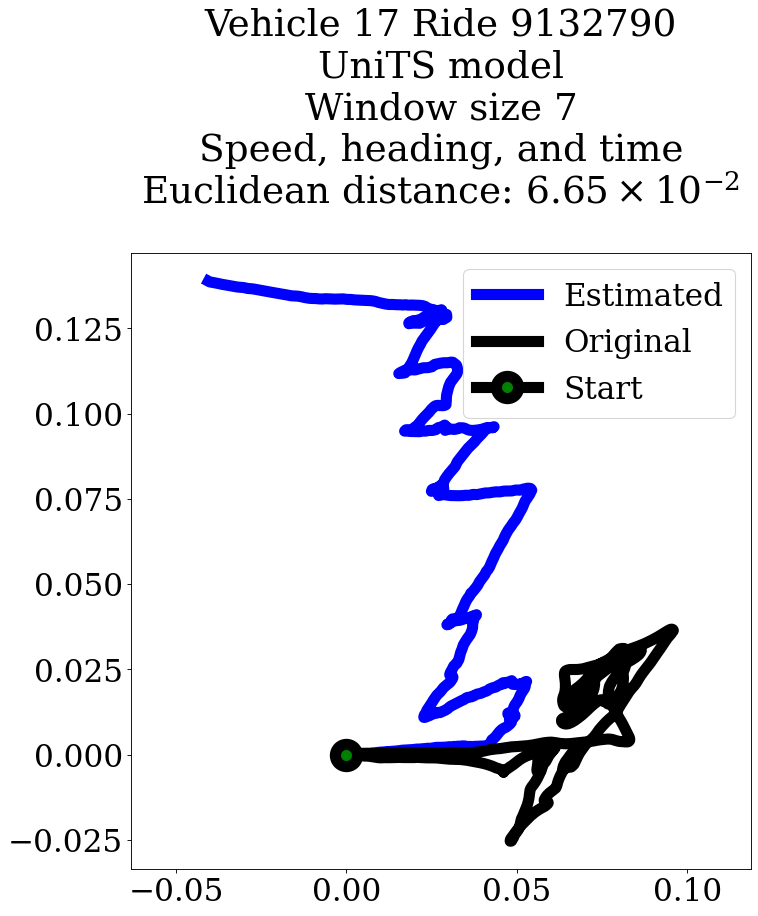 Vehicle 17 Ride 9132790
UniTS model
Window size 7
Speed, heading, and time
Euclidean distance: 6.65 × 10⁻²
Estimated
Original
Start
0.125
0.100
0.075
0.050
0.025
0.000
−0.025
−0.05 0.00 0.05 0.10